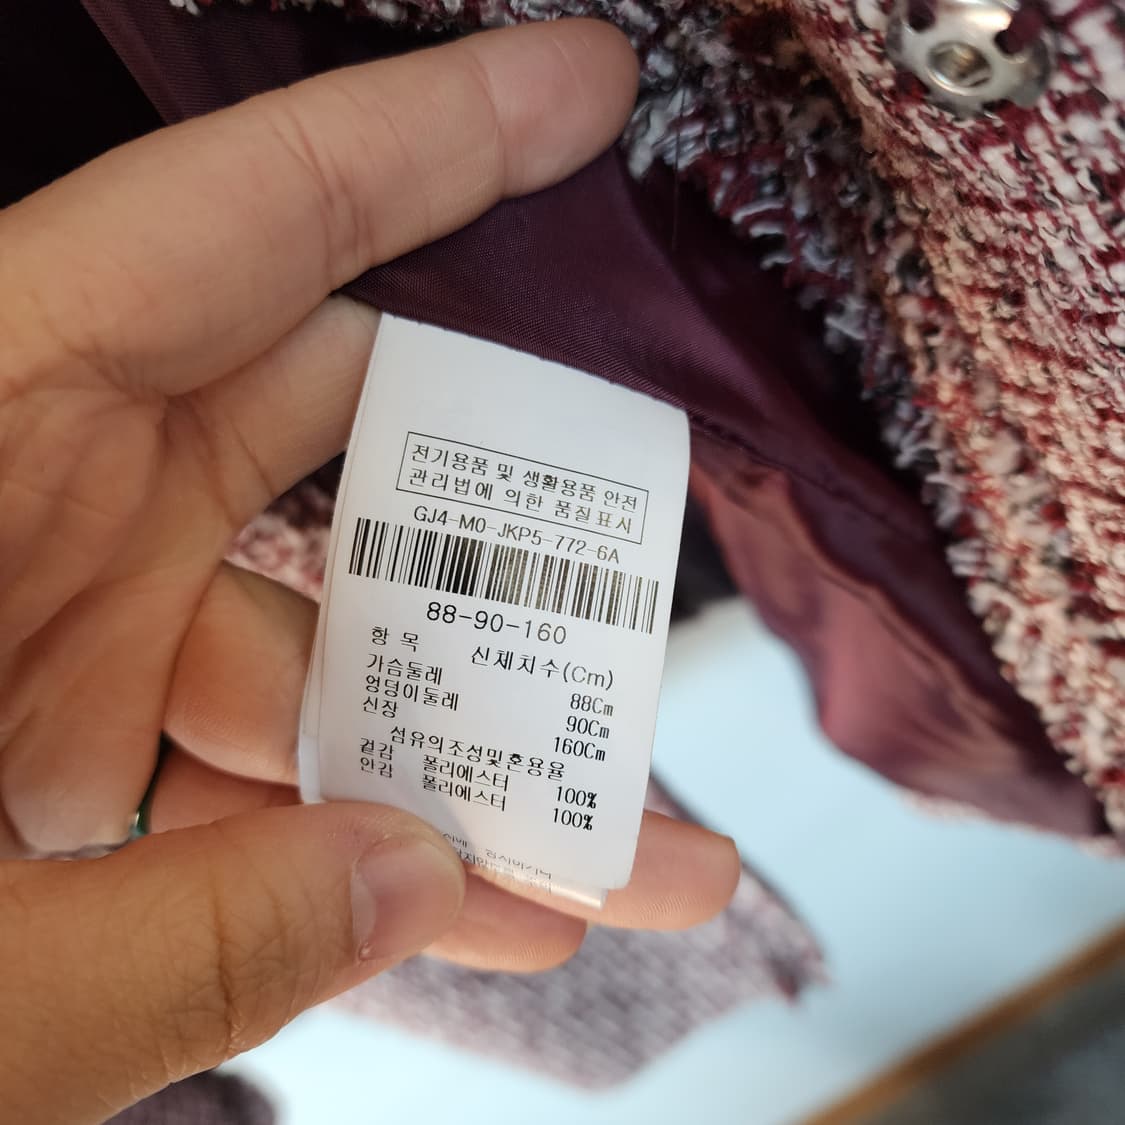 전기용품 및 생활용품 안전
관리법에 의한 품질표시
GJ4-M0-JKP5-772-6A
88-90-160
항 목 신체치수(Cm)
가슴둘레 88Cm
엉덩이둘레 90Cm
신장 160Cm
섬유의조성및혼용율
겉감 폴리에스터 100%
안감 폴리에스터 100%